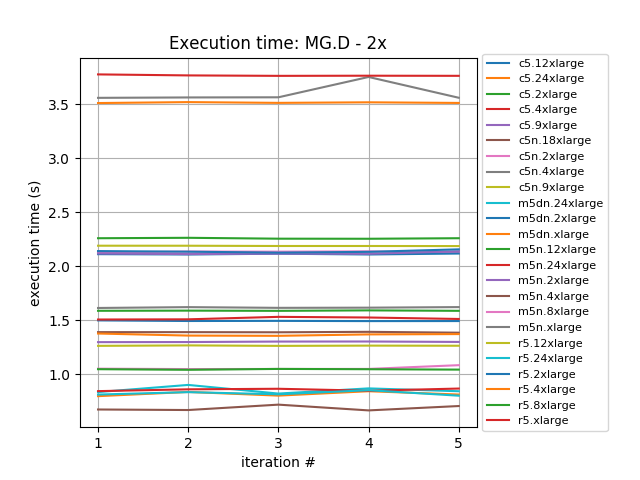 Execution time: MG.D - 2x
execution time (s)
3.5
3.0
2.5
2.0
1.5
1.0
1 2 3 4 5
iteration #
c5.12xlarge
c5.24xlarge
c5.2xlarge
c5.4xlarge
c5.9xlarge
c5n.18xlarge
c5n.2xlarge
c5n.4xlarge
c5n.9xlarge
m5dn.24xlarge
m5dn.2xlarge
m5dn.xlarge
m5n.12xlarge
m5n.24xlarge
m5n.2xlarge
m5n.4xlarge
m5n.8xlarge
m5n.xlarge
r5.12xlarge
r5.24xlarge
r5.2xlarge
r5.4xlarge
r5.8xlarge
r5.xlarge